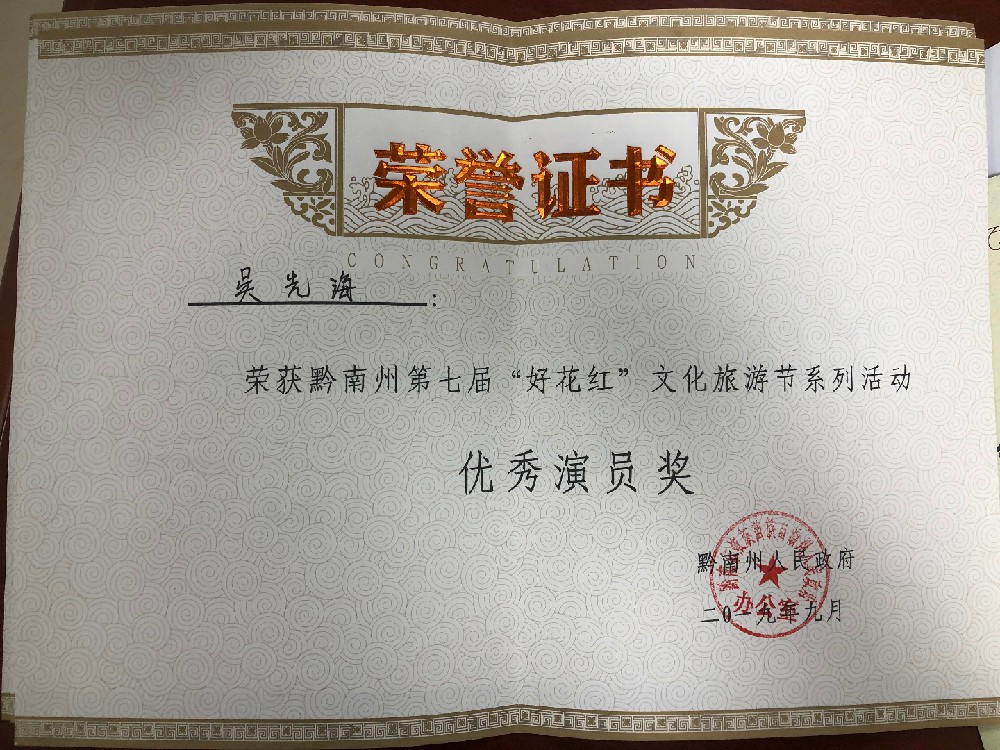 荣誉证书
CONGRATULATION
吴先海：
荣获黔南州第七届“好花红”文化旅游节系列活动
优秀演员奖
黔南州人民政府
二0一九年九月
办公室